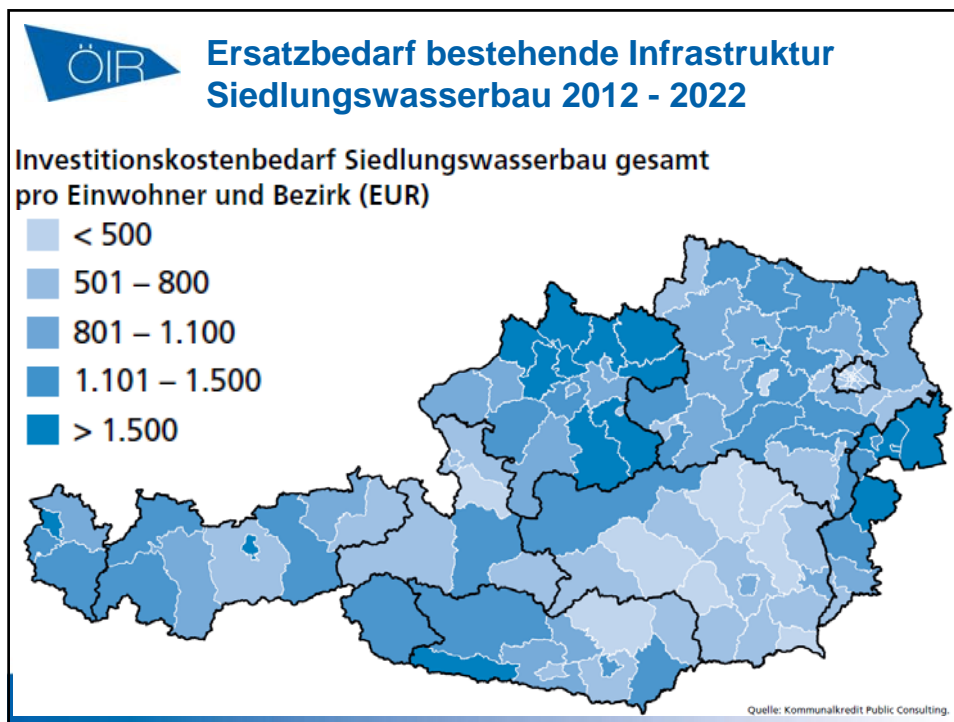 ÖIR
Ersatzbedarf bestehende Infrastruktur
Siedlungswasserbau 2012 - 2022
Investitionskostenbedarf Siedlungswasserbau gesamt
pro Einwohner und Bezirk (EUR)
< 500
501 – 800
801 – 1.100
1.101 – 1.500
> 1.500
Quelle: Kommunalkredit Public Consulting.